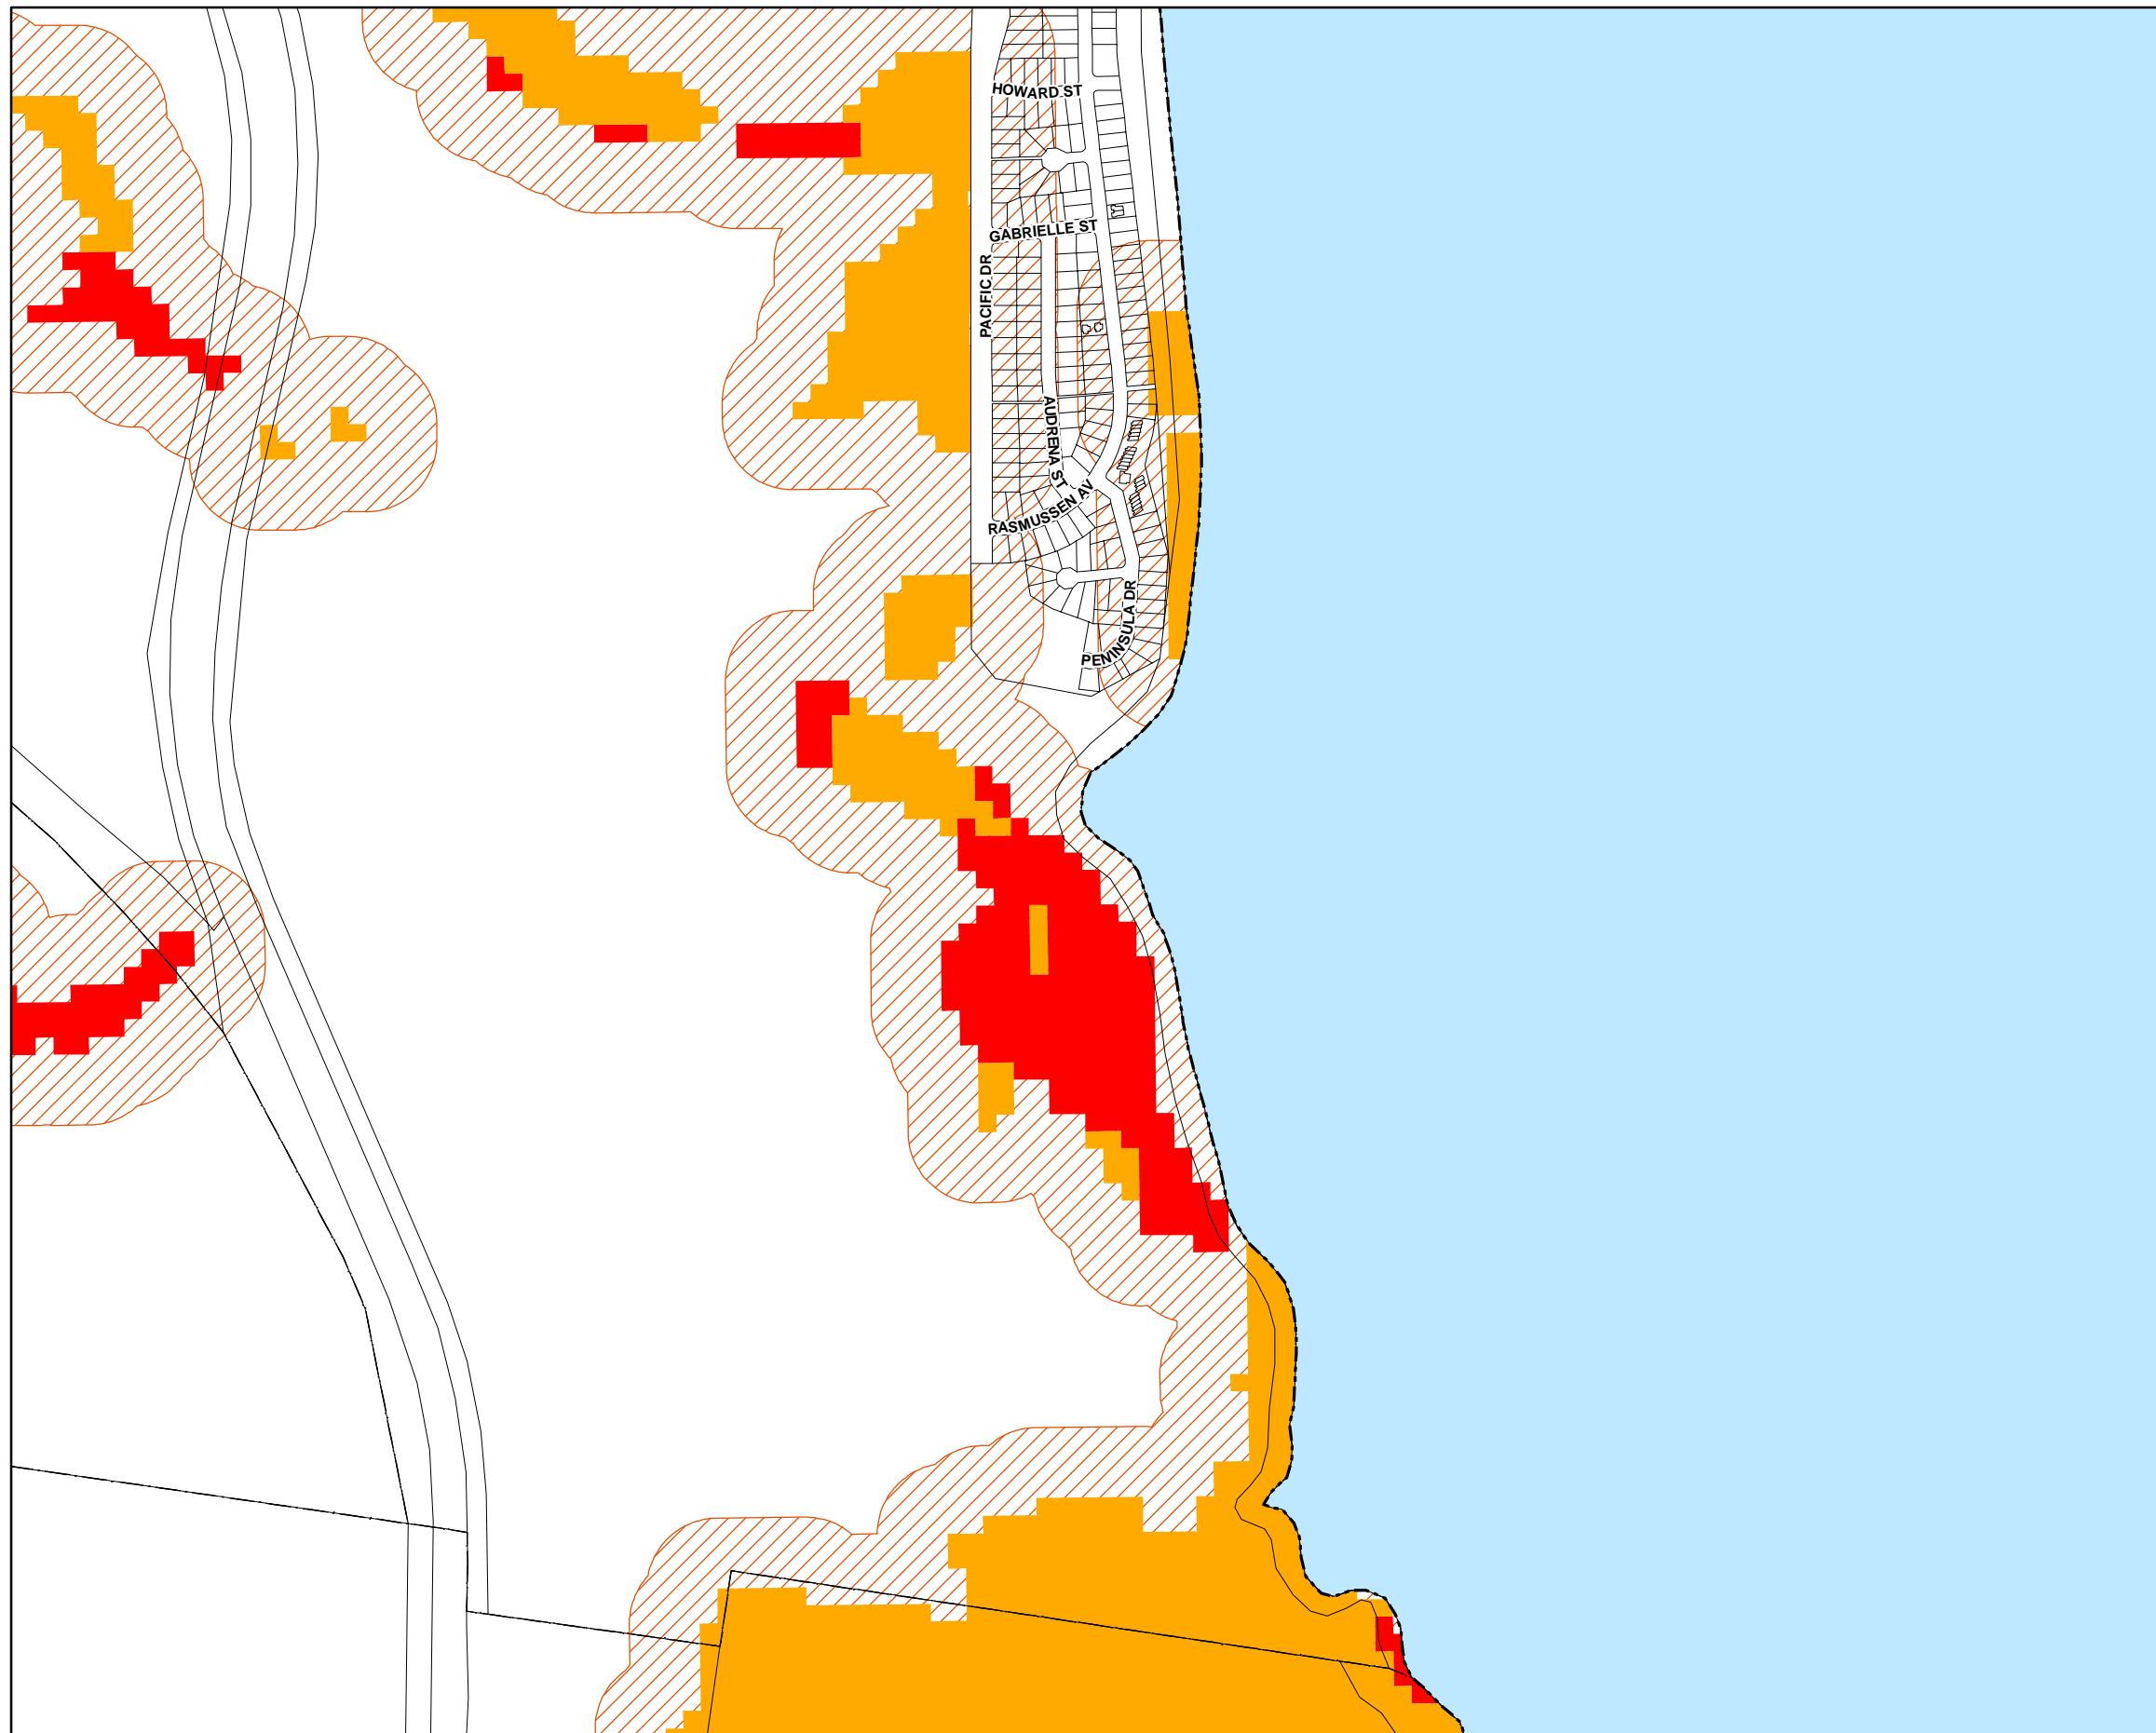 HOWARD ST
GABRIELLE ST
PACIFIC DR
AUDRENA ST
RASMUSSEN AV
PENINSULA DR